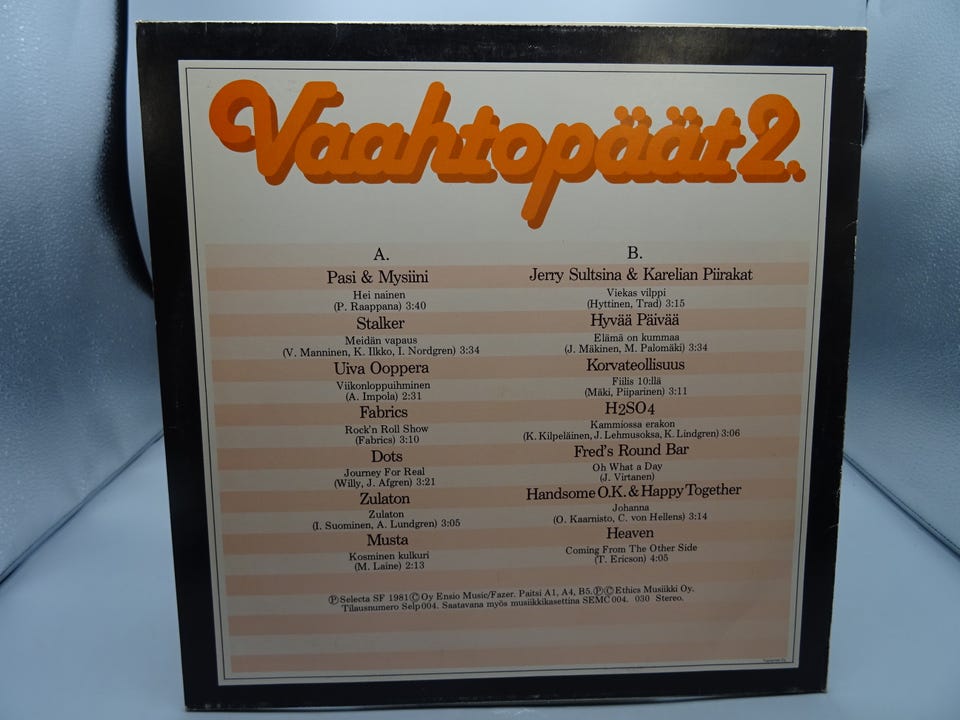 Vaahtopäät 2.
A.
Pasi & Mysiini
Hei nainen
(P. Raappana) 3:40
Stalker
Meidän vapaus
(V. Manninen, K. Ilkko, I. Nordgren) 3:34
Uiva Ooppera
Viikonloppuihminen
(A. Impola) 2:31
Fabrics
Rock'n Roll Show
(Fabrics) 3:10
Dots
Journey For Real
(Willy, J. Afgren) 3:21
Zulaton
Zulaton
(I. Suominen, A. Lundgren) 3:05
Musta
Kosminen kulkuri
(M. Laine) 2:13
B.
Jerry Sultsina & Karelian Piirakat
Viekas vilppi
(Hyttinen, Trad) 3:15
Hyvää Päivää
Elämä on kummaa
(J. Mäkinen, M. Palomäki) 3:34
Korvateollisuus
Fiilis 10:llä
(Mäki, Piiparinen) 3:11
H2SO4
Kammiossa erakon
(K. Kilpeläinen, J. Lehmusoksa, K. Lindgren) 3:06
Fred's Round Bar
Oh What a Day
(J. Virtanen)
Handsome O.K. & Happy Together
Johanna
(O. Kaarnisto, C. von Hellens) 3:14
Heaven
Coming From The Other Side
(T. Ericson) 4:05
Ⓟ Selecta SF 1981 © Oy Ensio Music/Fazer. Paitsi A1, A4, B5. Ⓟ © Ethics Musiikki Oy.
Tilausnumero Selp 004. Saatavana myös musiikkikasettina SEMC 004. 030 Stereo.